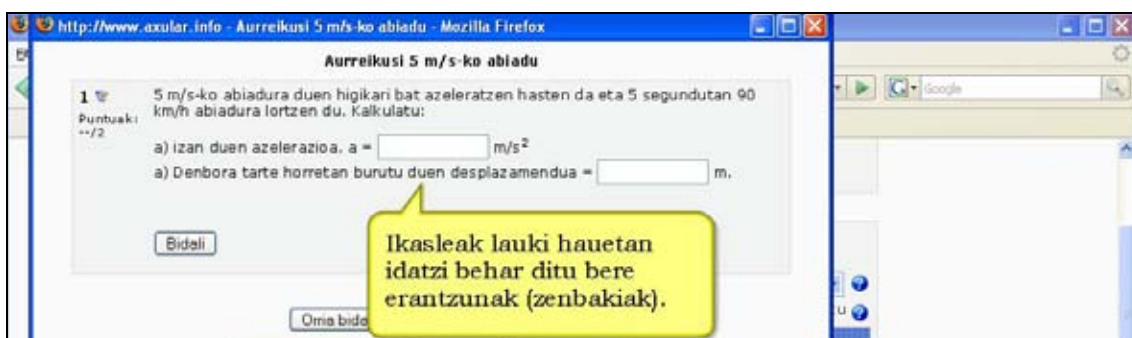 http://www.axular.info - Aurreikusi 5 m/s-ko abiadu - Mozilla Firefox
Aurreikusi 5 m/s-ko abiadu
1
Puntuak:
--/2
5 m/s-ko abiadura duen higikari bat azeleratzen hasten da eta 5 segundutan 90
km/h abiadura lortzen du. Kalkulatu:
a) izan duen azelerazioa. a = m/s²
a) Denbora tarte horretan burutu duen desplazamendua = m.
Bidali
Ikasleak lauki hauetan
idatzi behar ditu bere
erantzunak (zenbakiak).
Orria bida
Google